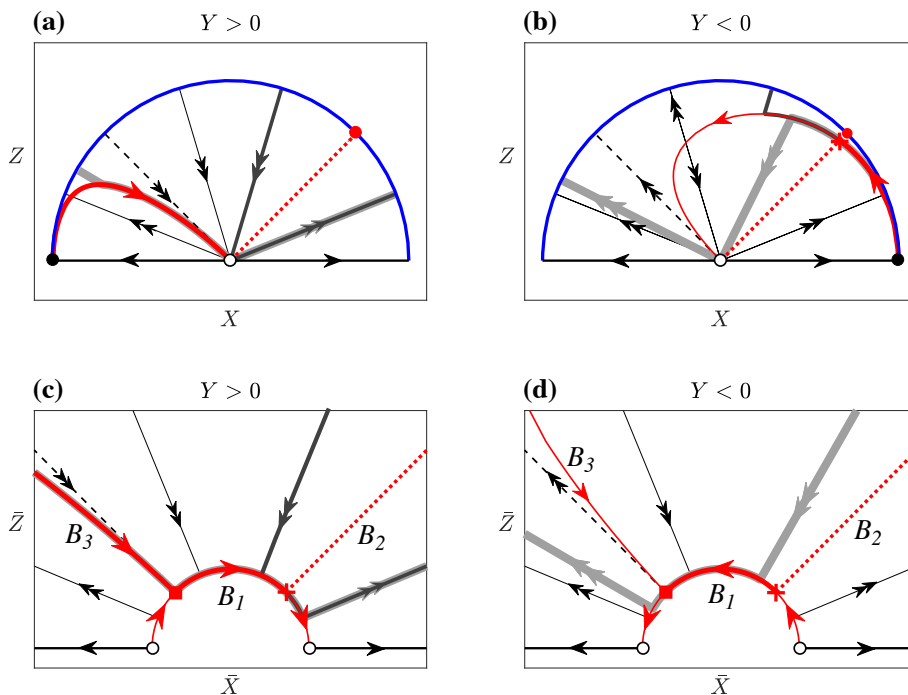 (a) Y > 0
Z
X
(b) Y < 0
Z
X
(c) Y > 0
Z̄
B3
B1
B2
X̄
(d) Y < 0
Z̄
B3
B1
B2
X̄